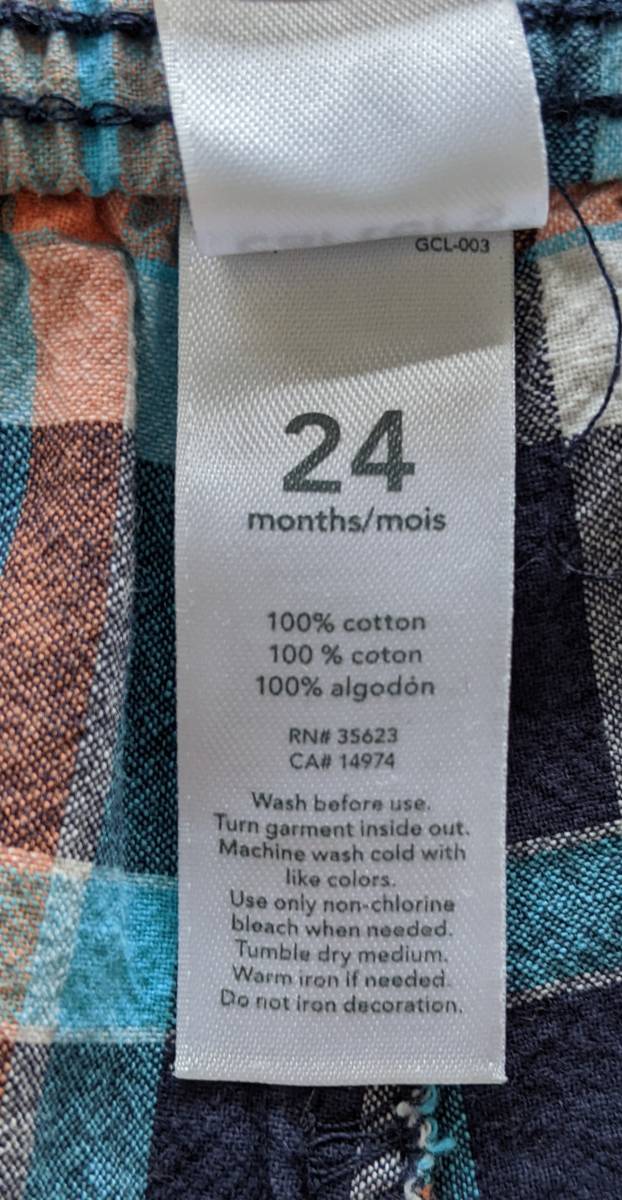 GCL-003
24
months/mois
100% cotton
100 % coton
100% algodón
RN# 35623
CA# 14974
Wash before use.
Turn garment inside out.
Machine wash cold with
like colors.
Use only non-chlorine
bleach when needed.
Tumble dry medium.
Warm iron if needed.
Do not iron decoration.